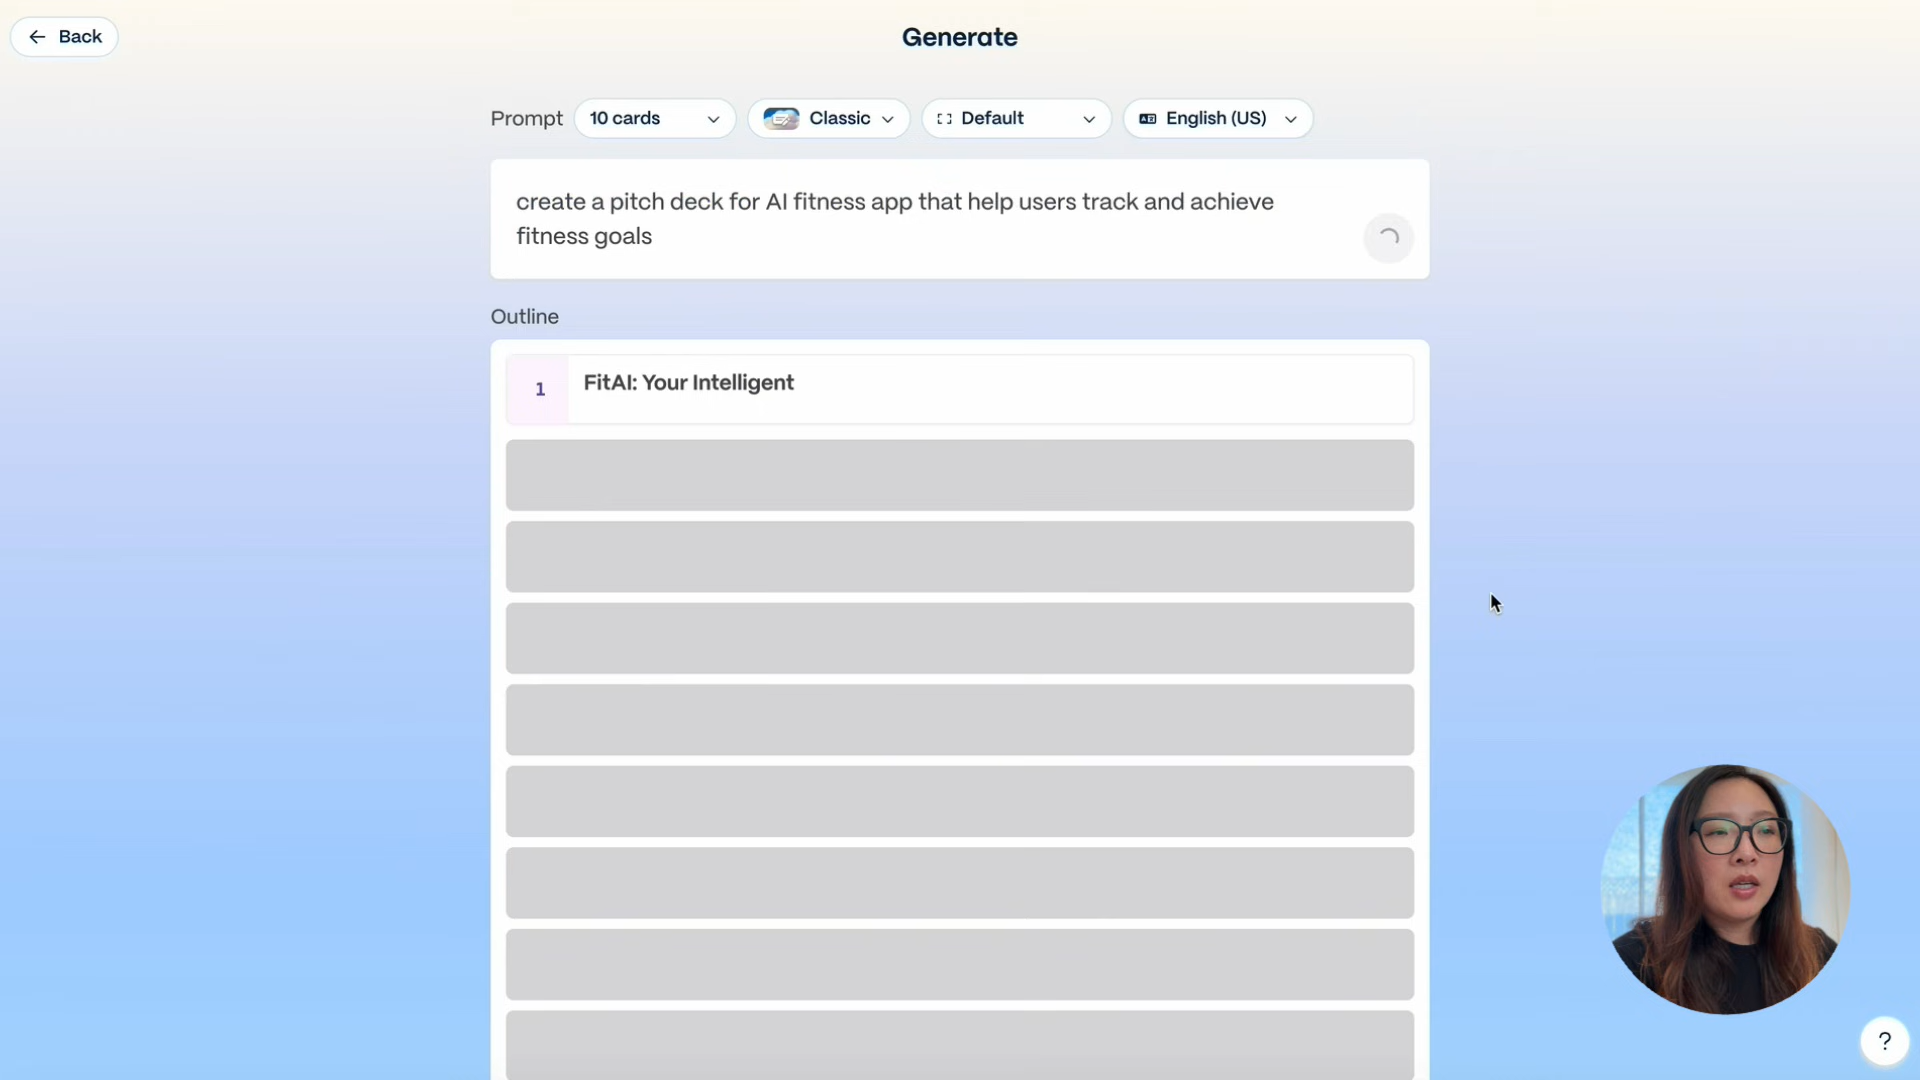 Back
Generate
Prompt
10 cards
Classic
Default
English (US)
create a pitch deck for AI fitness app that help users track and achieve
fitness goals
Outline
1
FitAI: Your Intelligent
?